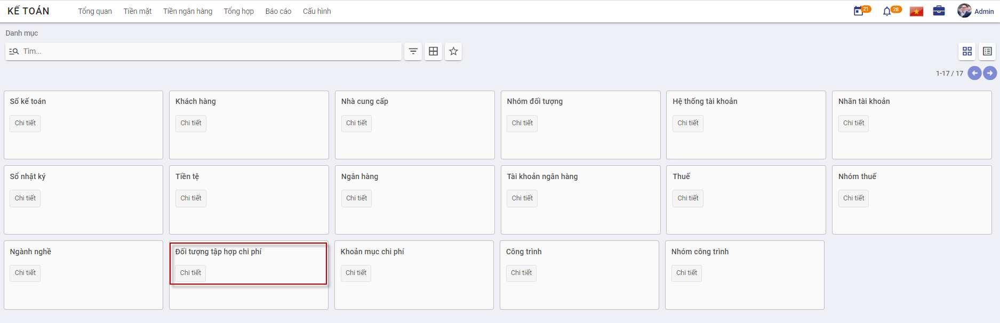 KẾ TOÁN Tổng quan Tiền mặt Tiền ngân hàng Tổng hợp Báo cáo Cấu hình 21 28 Admin
Danh mục
Tìm...
1-17 / 17
Số kế toán Khách hàng Nhà cung cấp Nhóm đối tượng Hệ thống tài khoản Nhãn tài khoản
Chi tiết Chi tiết Chi tiết Chi tiết Chi tiết Chi tiết
Sổ nhật ký Tiền tệ Ngân hàng Tài khoản ngân hàng Thuế Nhóm thuế
Chi tiết Chi tiết Chi tiết Chi tiết Chi tiết Chi tiết
Ngành nghề Đối tượng tập hợp chi phí Khoản mục chi phí Công trình Nhóm công trình
Chi tiết Chi tiết Chi tiết Chi tiết Chi tiết